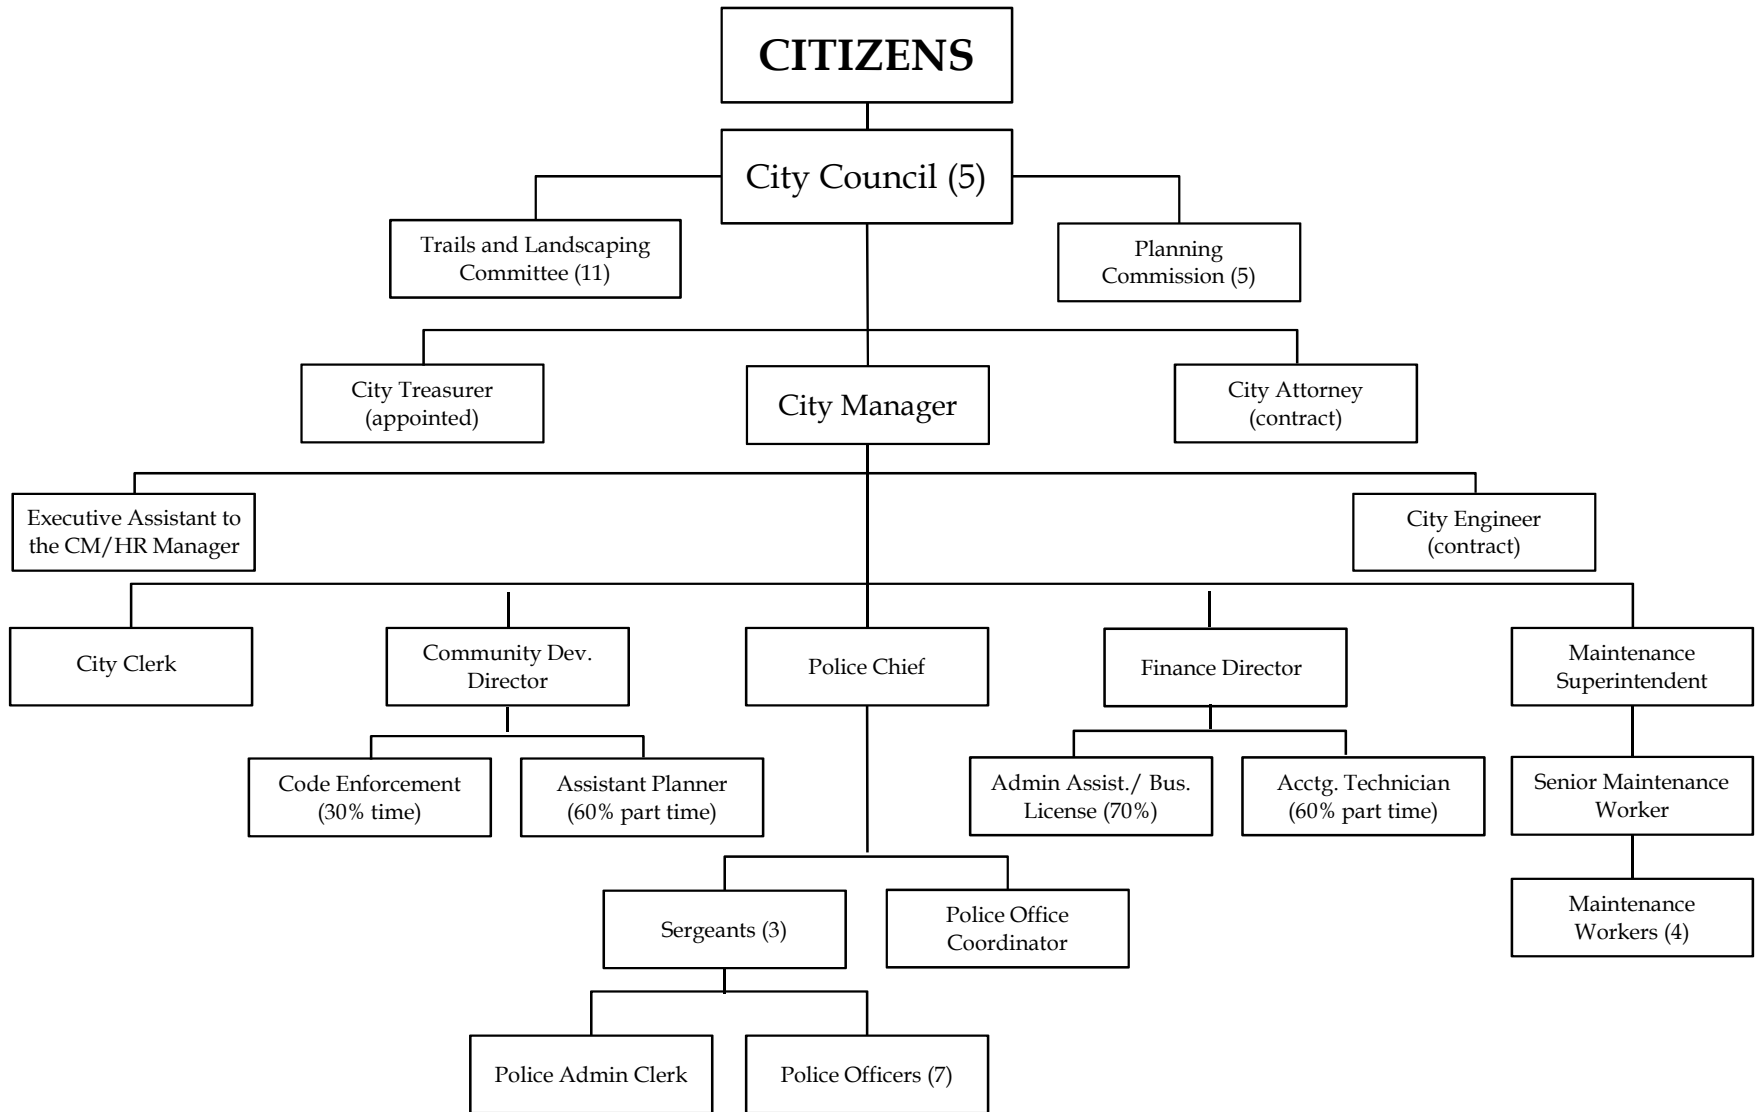 CITIZENS
City Council (5)
Trails and Landscaping
Committee (11)
Planning
Commission (5)
City Treasurer
(appointed)
City Manager
City Attorney
(contract)
Executive Assistant to
the CM/HR Manager
City Engineer
(contract)
City Clerk
Community Dev.
Director
Police Chief
Finance Director
Maintenance
Superintendent
Code Enforcement
(30% time)
Assistant Planner
(60% part time)
Admin Assist./ Bus.
License (70%)
Acctg. Technician
(60% part time)
Senior Maintenance
Worker
Sergeants (3)
Police Office
Coordinator
Maintenance
Workers (4)
Police Admin Clerk
Police Officers (7)